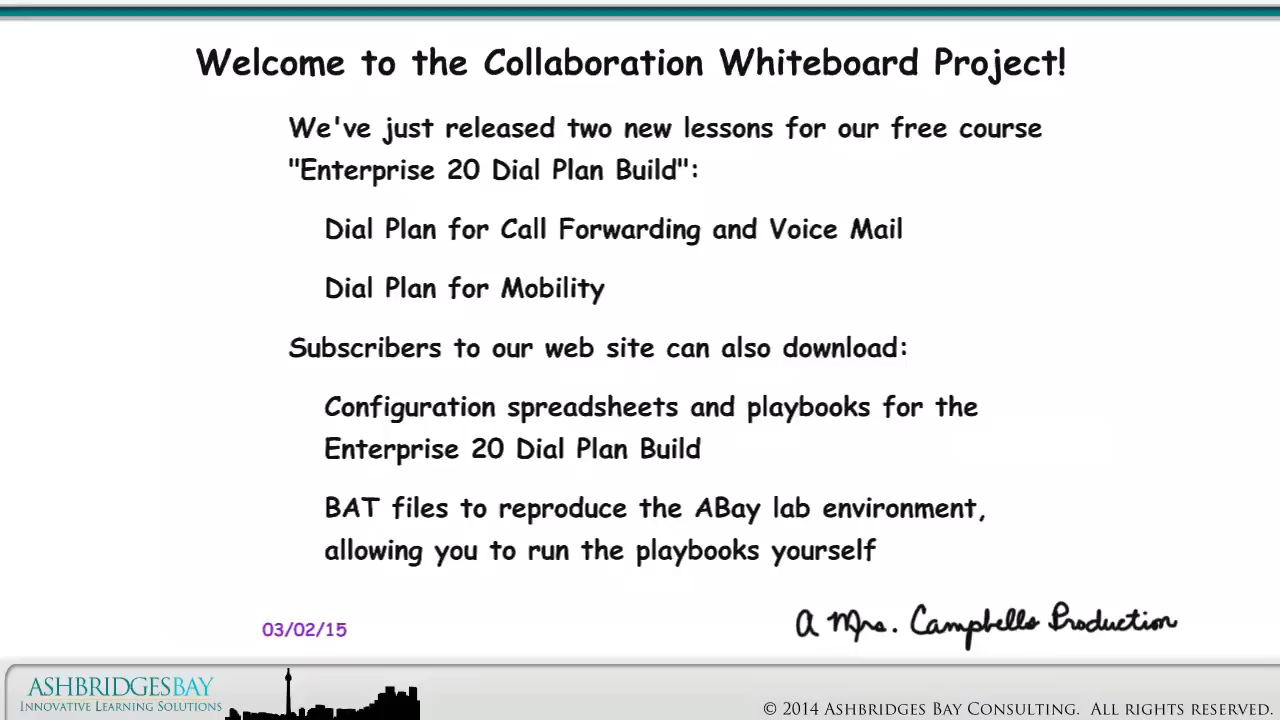 Welcome to the Collaboration Whiteboard Project!
We've just released two new lessons for our free course
"Enterprise 20 Dial Plan Build":
Dial Plan for Call Forwarding and Voice Mail
Dial Plan for Mobility
Subscribers to our web site can also download:
Configuration spreadsheets and playbooks for the
Enterprise 20 Dial Plan Build
BAT files to reproduce the ABay lab environment,
allowing you to run the playbooks yourself
03/02/15
A Mrs. Campbells Production
ASHBRIDGESBAY
INNOVATIVE LEARNING SOLUTIONS
© 2014 ASHBRIDGES BAY CONSULTING. ALL RIGHTS RESERVED.